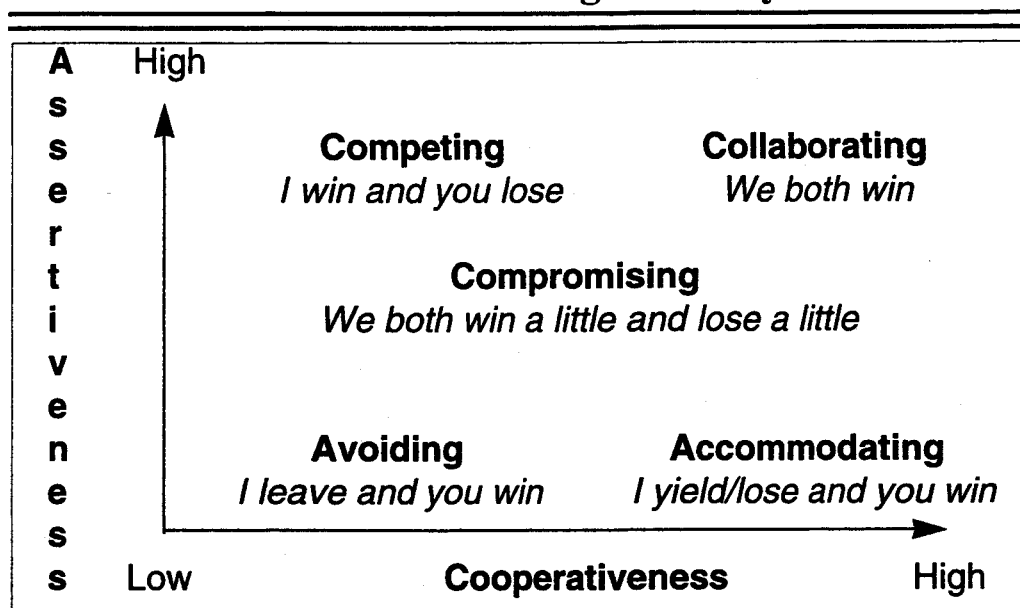 Assertiveness
High
Competing
I win and you lose
Collaborating
We both win
Compromising
We both win a little and lose a little
Avoiding
I leave and you win
Accommodating
I yield/lose and you win
Low
Cooperativeness
High